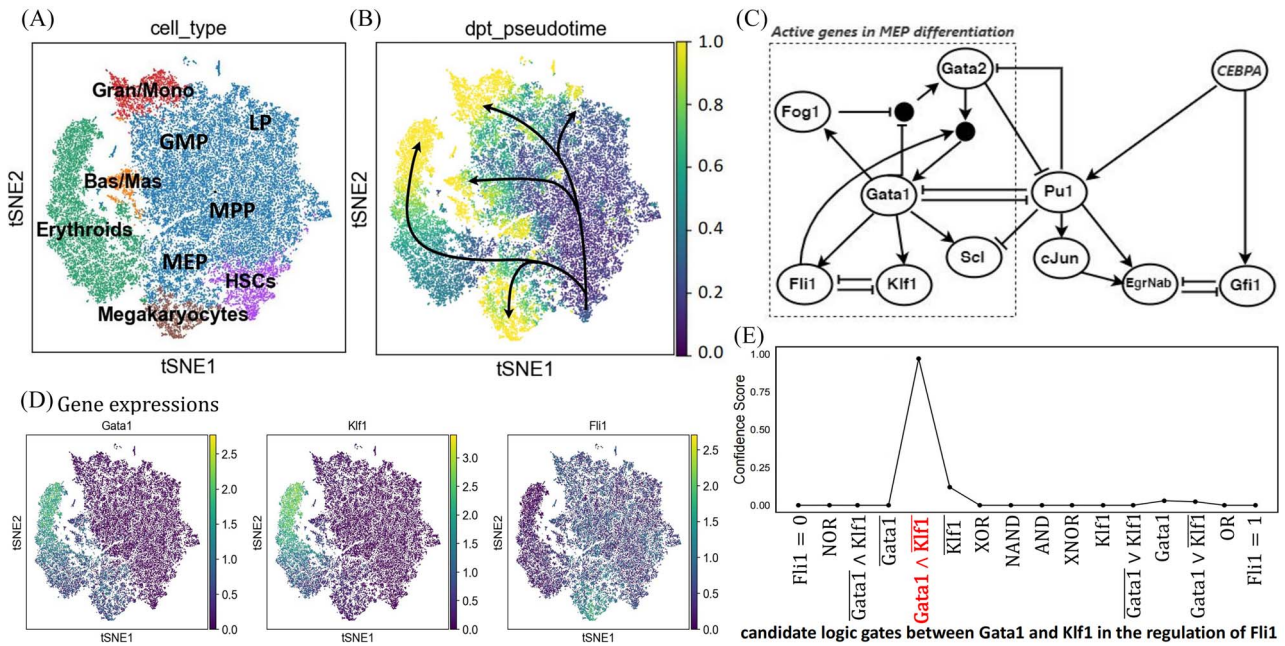 (A)
cell_type
Gran/Mono
LP
GMP
Bas/Mas
MPP
Erythroids
MEP
HSCs
Megakaryocytes
tSNE2
tSNE1
(B)
dpt_pseudotime
1.0
0.8
0.6
0.4
0.2
0.0
tSNE2
tSNE1
(C)
Active genes in MEP differentiation
Gata2
CEBPA
Fog1
Gata1
Pu1
Scl
cJun
Fli1
Klf1
EgrNab
Gfi1
(D) Gene expressions
Gata1
2.5
2.0
1.5
1.0
0.5
0.0
tSNE2
tSNE1
Klf1
3.0
2.5
2.0
1.5
1.0
0.5
0.0
tSNE2
tSNE1
Fli1
2.5
2.0
1.5
1.0
0.5
0.0
tSNE2
tSNE1
(E)
Confidence Score
1.00
0.75
0.50
0.25
0.00
Fli1 = 0
NOR
G̅a̅t̅a̅1̅ ∧ Klf1
G̅a̅t̅a̅1̅
Gata1 ∧ K̅l̅f̅1̅
K̅l̅f̅1̅
XOR
NAND
AND
XNOR
Klf1
G̅a̅t̅a̅1̅ ∨ Klf1
Gata1
Gata1 ∨ K̅l̅f̅1̅
OR
Fli1 = 1
candidate logic gates between Gata1 and Klf1 in the regulation of Fli1